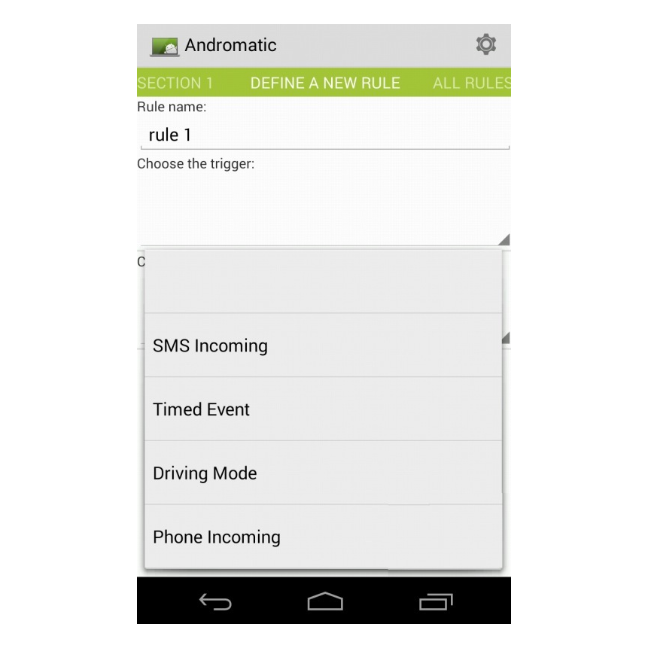 Andromatic
SECTION 1 DEFINE A NEW RULE ALL RULES
Rule name:
rule 1
Choose the trigger:
C
SMS Incoming
Timed Event
Driving Mode
Phone Incoming